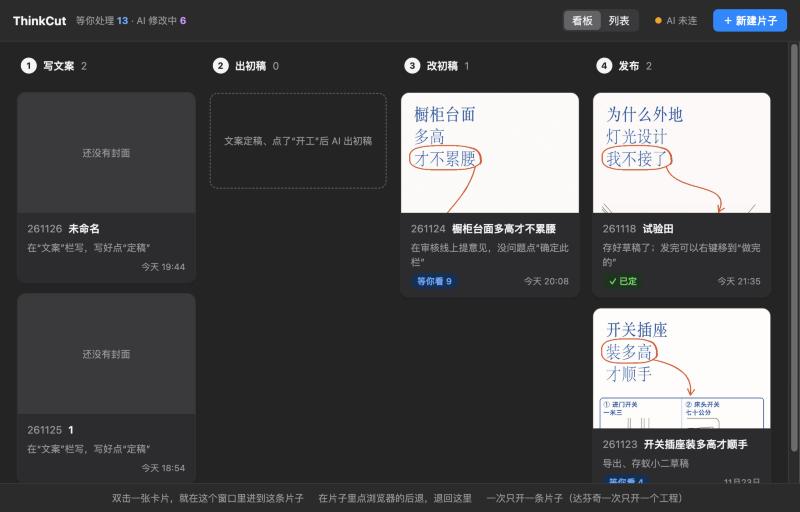 ThinkCut 等你处理 13 · AI 修改中 6 看板 列表 AI 未连 + 新建片子
1 写文案 2
还没有封面
261126 未命名
在“文案”栏写，写好点“定稿”
今天 19:44
还没有封面
261125 1
在“文案”栏写，写好点“定稿”
今天 18:54
2 出初稿 0
文案定稿、点了“开工”后 AI 出初稿
3 改初稿 1
橱柜台面
多高
才不累腰
261124 橱柜台面多高才不累腰
在审核线上提意见，没问题点“确定此
栏”
等你看 9 今天 20:08
4 发布 2
为什么外地
灯光设计
我不接了
261118 试验田
存好草稿了；发完可以右键移到“做完
的”
✓ 已定 今天 21:35
开关插座
装多高
才顺手
① 进门开关
一米三
② 床头开关
七十公分
261123 开关插座装多高才顺手
导出、存蚁小二草稿
等你看 4 11月23日
双击一张卡片，就在这个窗口里进到这条片子 在片子里点浏览器的后退，退回这里 一次只开一条片子（达芬奇一次只开一个工程）